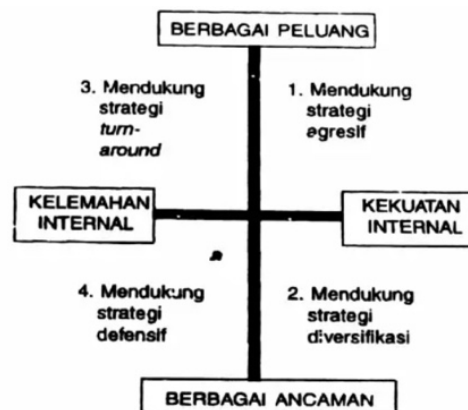 BERBAGAI PELUANG
3. Mendukung
strategi
turn-
around
1. Mendukung
strategi
agresif
KELEMAHAN
INTERNAL
KEKUATAN
INTERNAL
4. Mendukung
strategi
defensif
2. Mendukung
strategi
diversifikasi
BERBAGAI ANCAMAN